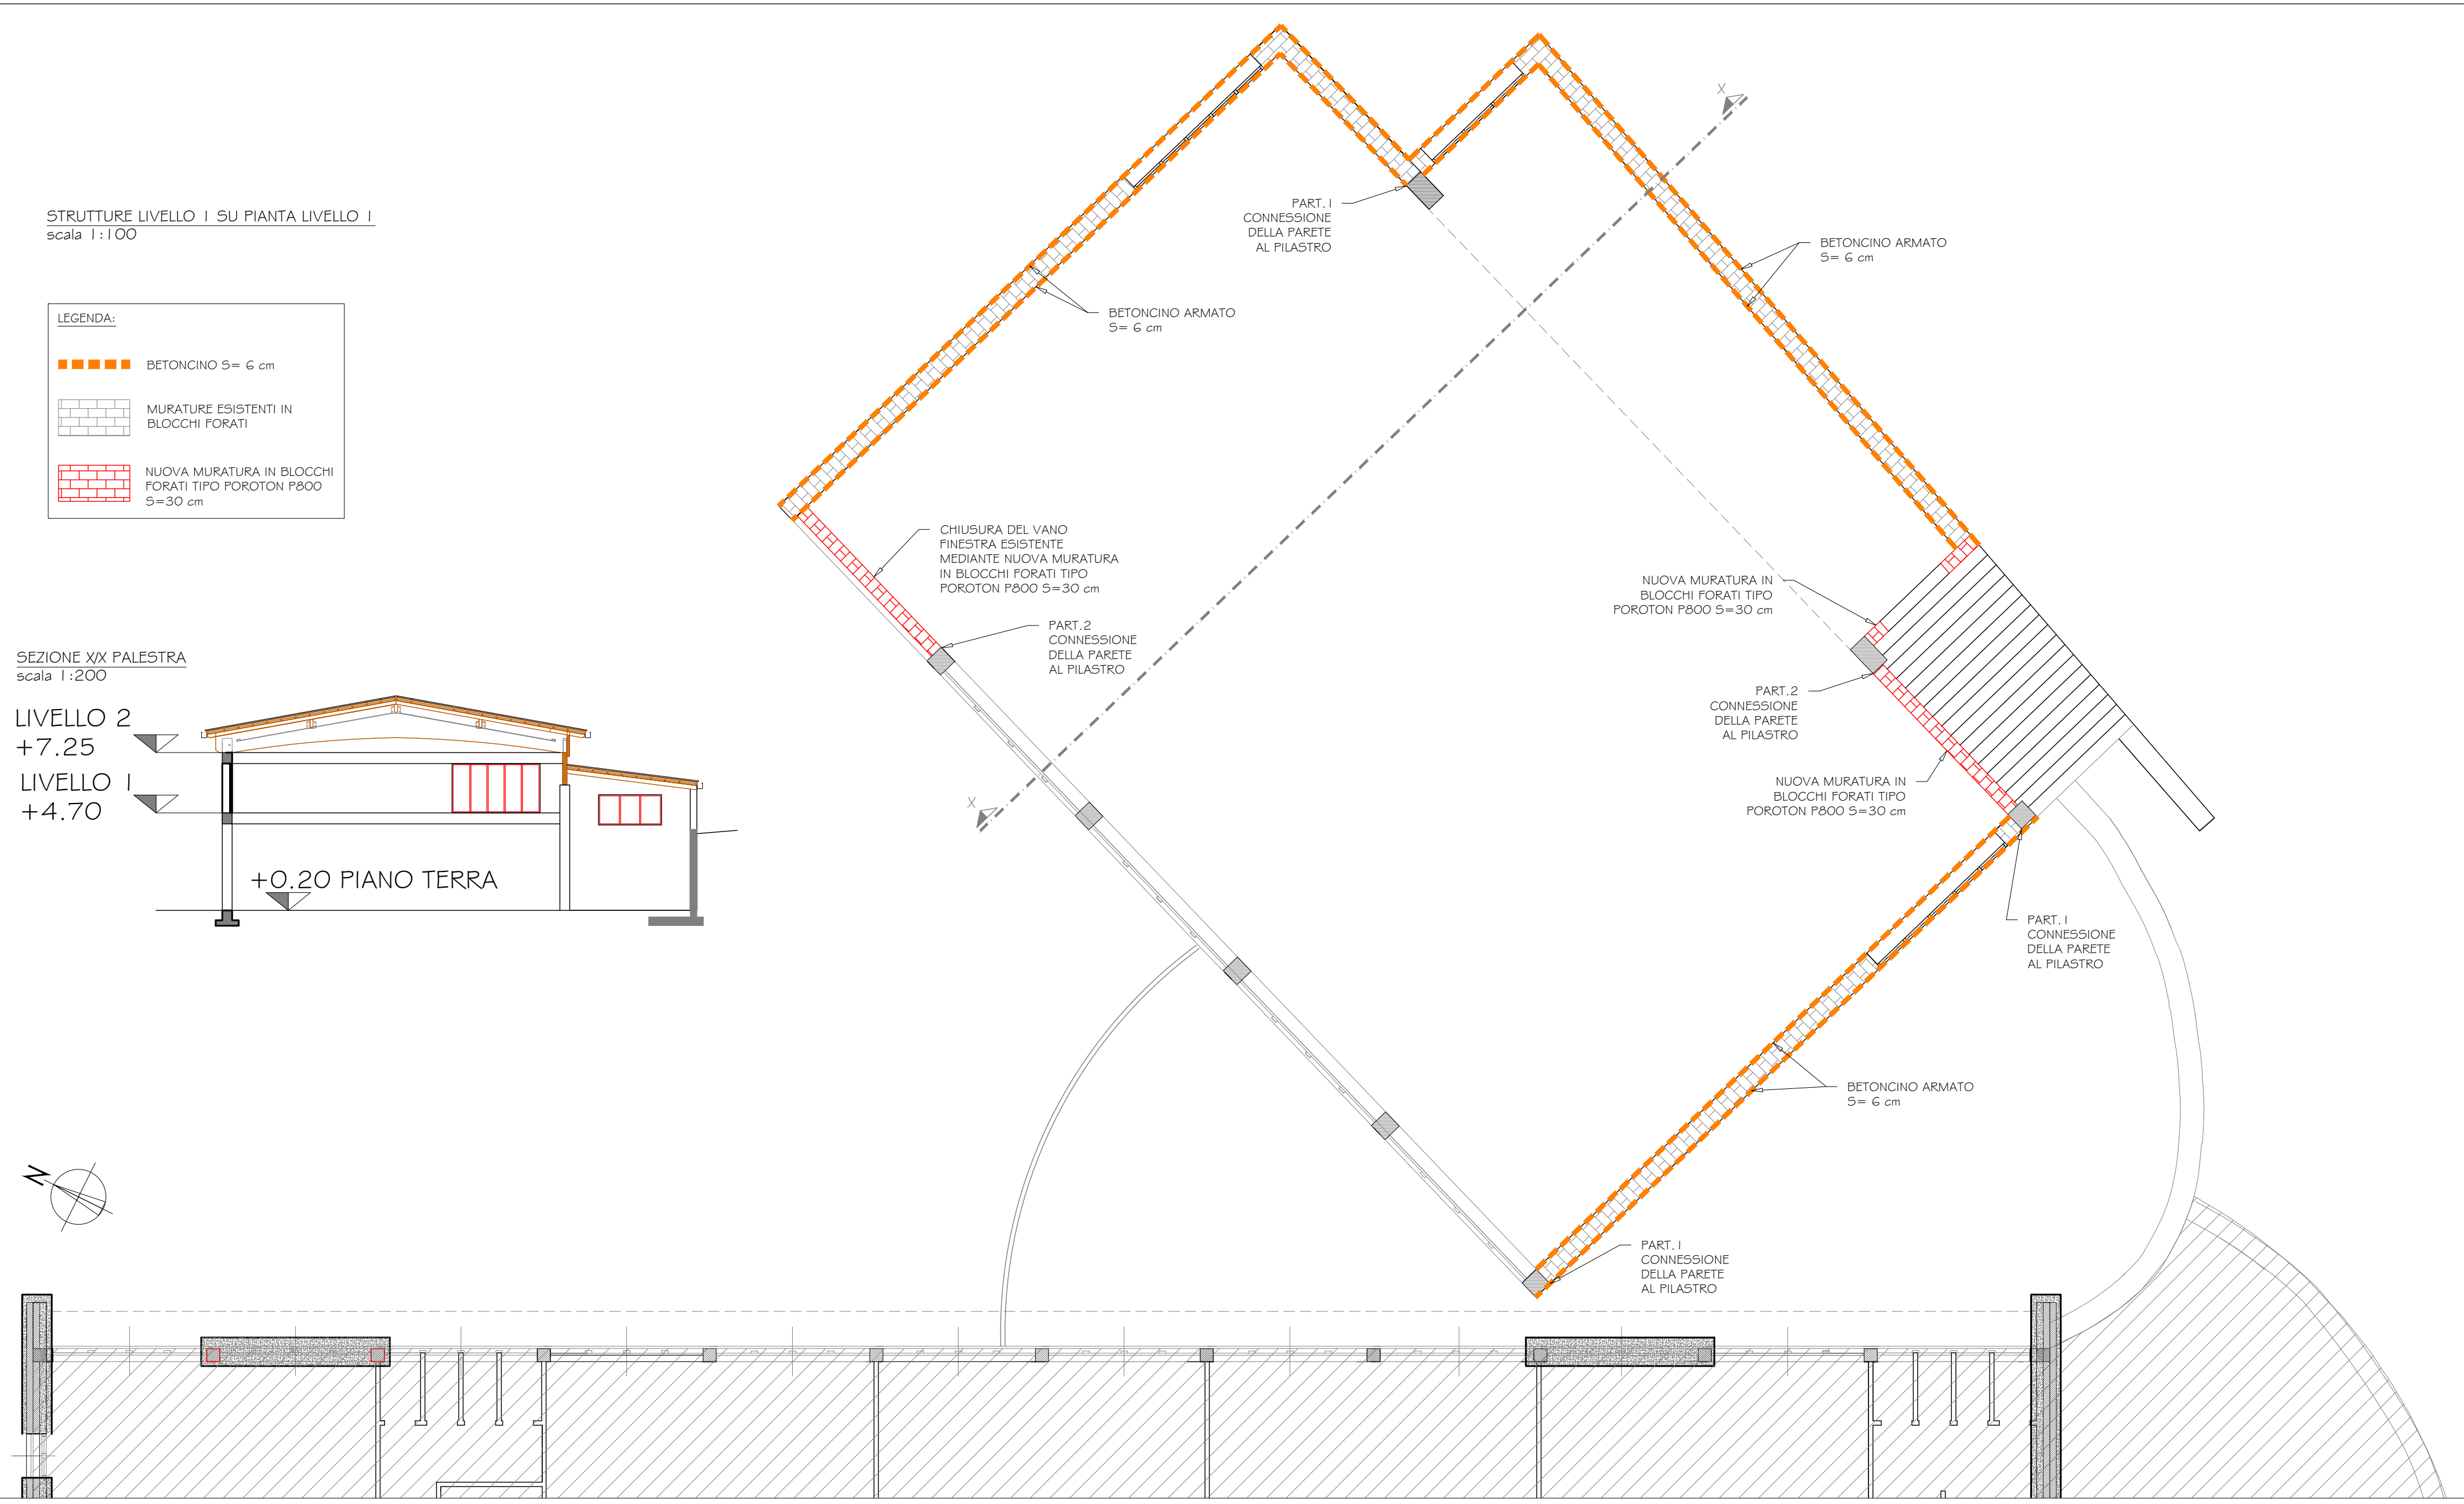 STRUTTURE LIVELLO 1 SU PIANTA LIVELLO 1
scala 1:100
LEGENDA:
BETONCINO S= 6 cm
MURATURE ESISTENTI IN
BLOCCHI FORATI
NUOVA MURATURA IN BLOCCHI
FORATI TIPO POROTON P800
S=30 cm
SEZIONE X/X PALESTRA
scala 1:200
LIVELLO 2
+7.25
LIVELLO 1
+4.70
+0.20 PIANO TERRA
N
X
PART.1
CONNESSIONE
DELLA PARETE
AL PILASTRO
BETONCINO ARMATO
S= 6 cm
BETONCINO ARMATO
S= 6 cm
CHIUSURA DEL VANO
FINESTRA ESISTENTE
MEDIANTE NUOVA MURATURA
IN BLOCCHI FORATI TIPO
POROTON P800 S=30 cm
PART.2
CONNESSIONE
DELLA PARETE
AL PILASTRO
NUOVA MURATURA IN
BLOCCHI FORATI TIPO
POROTON P800 S=30 cm
PART.2
CONNESSIONE
DELLA PARETE
AL PILASTRO
NUOVA MURATURA IN
BLOCCHI FORATI TIPO
POROTON P800 S=30 cm
X
PART.1
CONNESSIONE
DELLA PARETE
AL PILASTRO
BETONCINO ARMATO
S= 6 cm
PART.1
CONNESSIONE
DELLA PARETE
AL PILASTRO